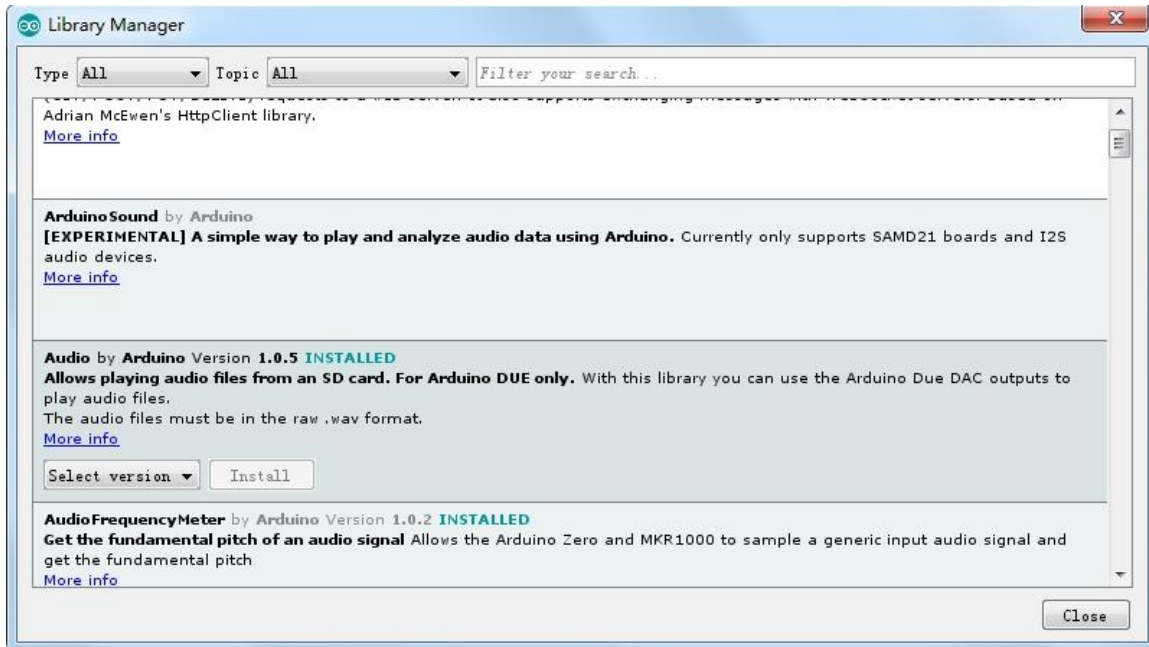 Library Manager
Type All Topic All Filter your search...
Adrian McEwen's HttpClient library.
More info
ArduinoSound by Arduino
[EXPERIMENTAL] A simple way to play and analyze audio data using Arduino. Currently only supports SAMD21 boards and I2S
audio devices.
More info
Audio by Arduino Version 1.0.5 INSTALLED
Allows playing audio files from an SD card. For Arduino DUE only. With this library you can use the Arduino Due DAC outputs to
play audio files.
The audio files must be in the raw .wav format.
More info
Select version Install
AudioFrequencyMeter by Arduino Version 1.0.2 INSTALLED
Get the fundamental pitch of an audio signal Allows the Arduino Zero and MKR1000 to sample a generic input audio signal and
get the fundamental pitch
More info
Close